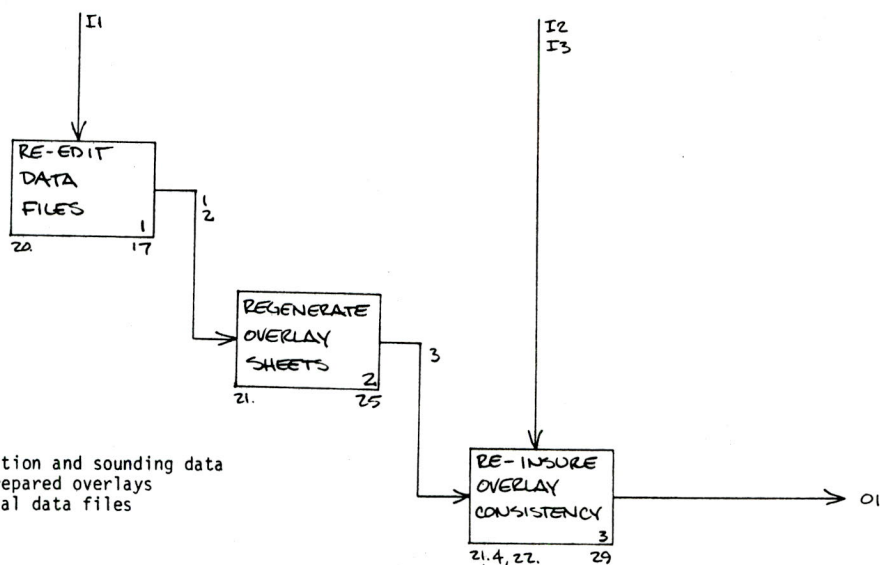 I1
I2
I3
RE-EDIT
DATA
FILES
1
20.
17
1
2
REGENERATE
OVERLAY
SHEETS
2
21.
25
3
tion and sounding data
epared overlays
al data files
RE-INSURE
OVERLAY
CONSISTENCY
3
21.4, 22.
29
O1